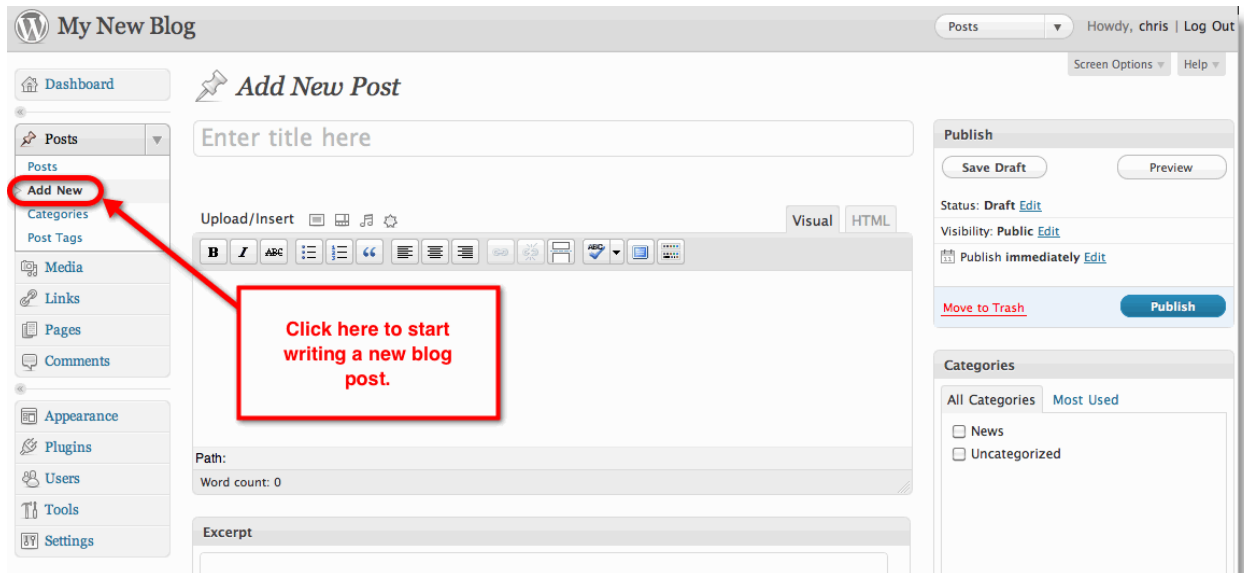 My New Blog
Posts
Howdy, chris | Log Out
Screen Options
Help
Dashboard
Posts
Posts
Add New
Categories
Post Tags
Media
Links
Pages
Comments
Appearance
Plugins
Users
Tools
Settings
Add New Post
Enter title here
Upload/Insert
Visual
HTML
B I ABC
ABC
Click here to start
writing a new blog
post.
Path:
Word count: 0
Excerpt
Publish
Save Draft
Preview
Status: Draft Edit
Visibility: Public Edit
Publish immediately Edit
Move to Trash
Publish
Categories
All Categories
Most Used
News
Uncategorized